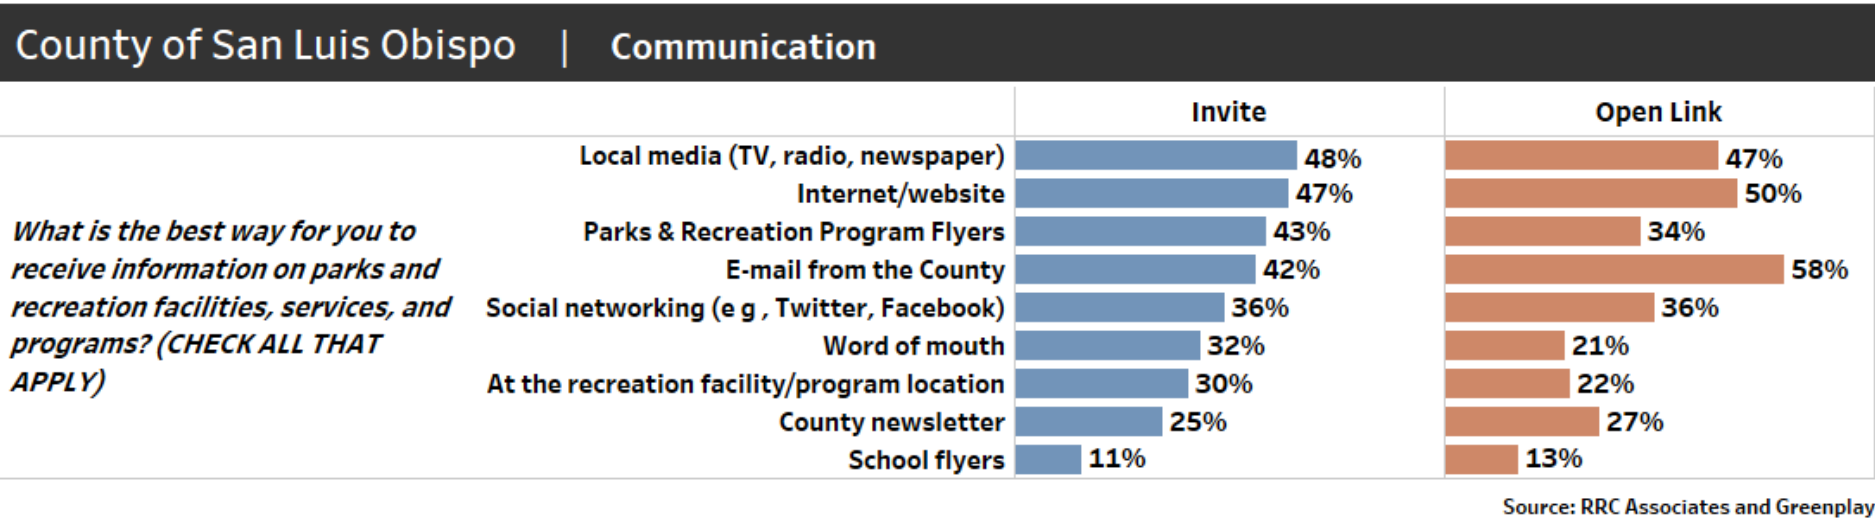 County of San Luis Obispo | Communication
Invite Open Link
What is the best way for you to
receive information on parks and
recreation facilities, services, and
programs? (CHECK ALL THAT
APPLY)
Local media (TV, radio, newspaper) 48% 47%
Internet/website 47% 50%
Parks & Recreation Program Flyers 43% 34%
E-mail from the County 42% 58%
Social networking (e g , Twitter, Facebook) 36% 36%
Word of mouth 32% 21%
At the recreation facility/program location 30% 22%
County newsletter 25% 27%
School flyers 11% 13%
Source: RRC Associates and Greenplay